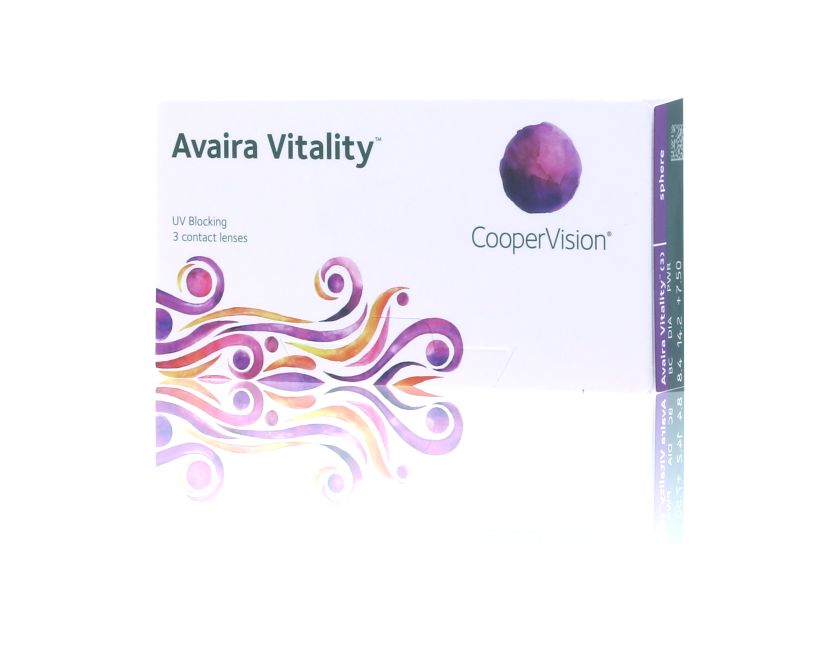 Avaira Vitality™
UV Blocking
3 contact lenses
CooperVision®
sphere
Avaira Vitality™ (3)
BC DIA PWR
8.4 14.2 +7.50